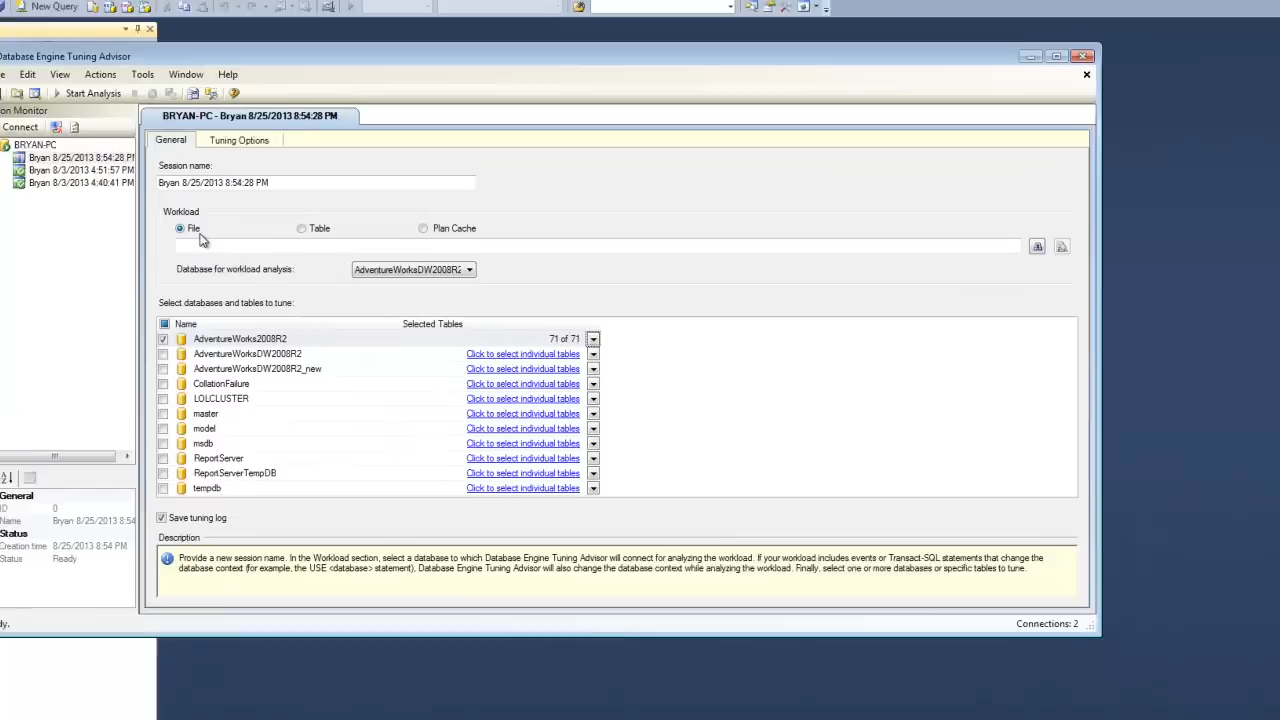 New Query
Database Engine Tuning Advisor
Edit View Actions Tools Window Help
Start Analysis
on Monitor
Connect
BRYAN-PC
Bryan 8/25/2013 8:54:28 PM
Bryan 8/3/2013 4:51:57 PM
Bryan 8/3/2013 4:40:41 PM
General
ID 0
Name Bryan 8/25/2013 8:54
Status
Creation time 8/25/2013 8:54 PM
Status Ready
BRYAN-PC - Bryan 8/25/2013 8:54:28 PM
General Tuning Options
Session name:
Bryan 8/25/2013 8:54:28 PM
Workload
File Table Plan Cache
Database for workload analysis: AdventureWorksDW2008R2
Select databases and tables to tune:
Name Selected Tables
AdventureWorks2008R2 71 of 71
AdventureWorksDW2008R2 Click to select individual tables
AdventureWorksDW2008R2_new Click to select individual tables
CollationFailure Click to select individual tables
LOLCLUSTER Click to select individual tables
master Click to select individual tables
model Click to select individual tables
msdb Click to select individual tables
ReportServer Click to select individual tables
ReportServerTempDB Click to select individual tables
tempdb Click to select individual tables
Save tuning log
Description
Provide a new session name. In the Workload section, select a database to which Database Engine Tuning Advisor will connect for analyzing the workload. If your workload includes events or Transact-SQL statements that change the
database context (for example, the USE <database> statement), Database Engine Tuning Advisor will also change the database context while analyzing the workload. Finally, select one or more databases or specific tables to tune.
dy.
Connections: 2